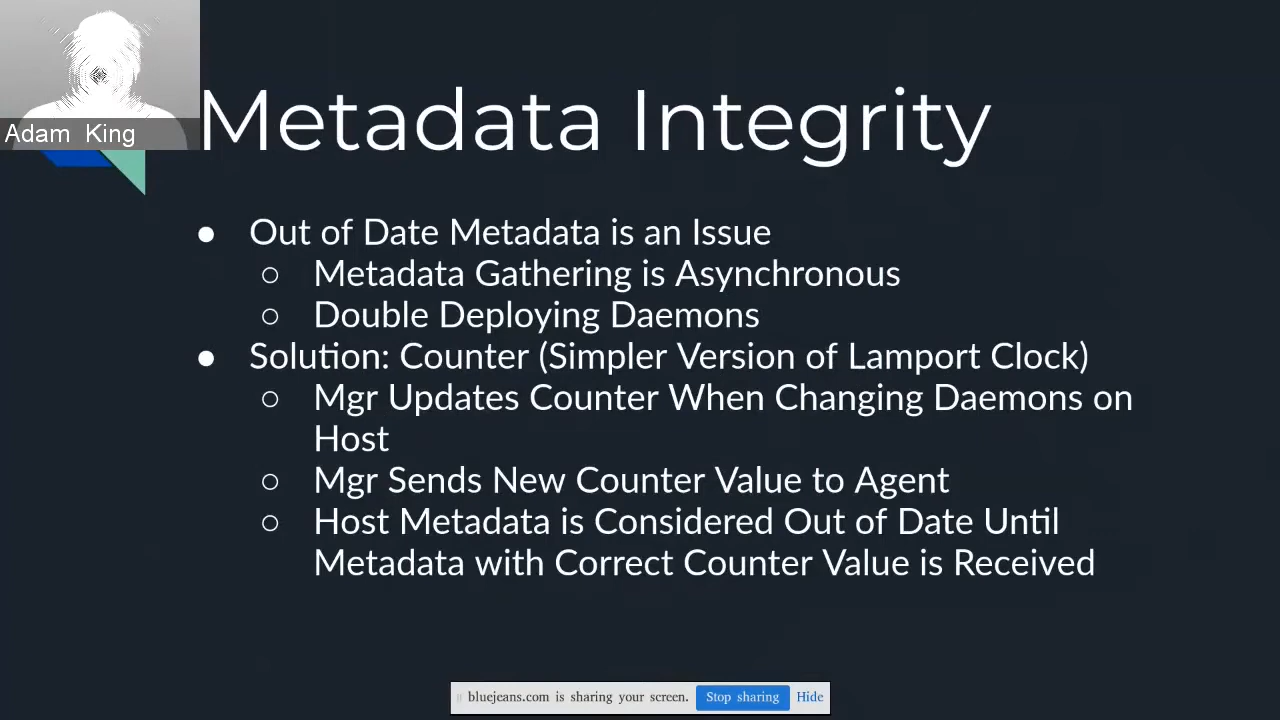 Adam King
Metadata Integrity
● Out of Date Metadata is an Issue
○ Metadata Gathering is Asynchronous
○ Double Deploying Daemons
● Solution: Counter (Simpler Version of Lamport Clock)
○ Mgr Updates Counter When Changing Daemons on
Host
○ Mgr Sends New Counter Value to Agent
○ Host Metadata is Considered Out of Date Until
Metadata with Correct Counter Value is Received
bluejeans.com is sharing your screen. Stop sharing Hide